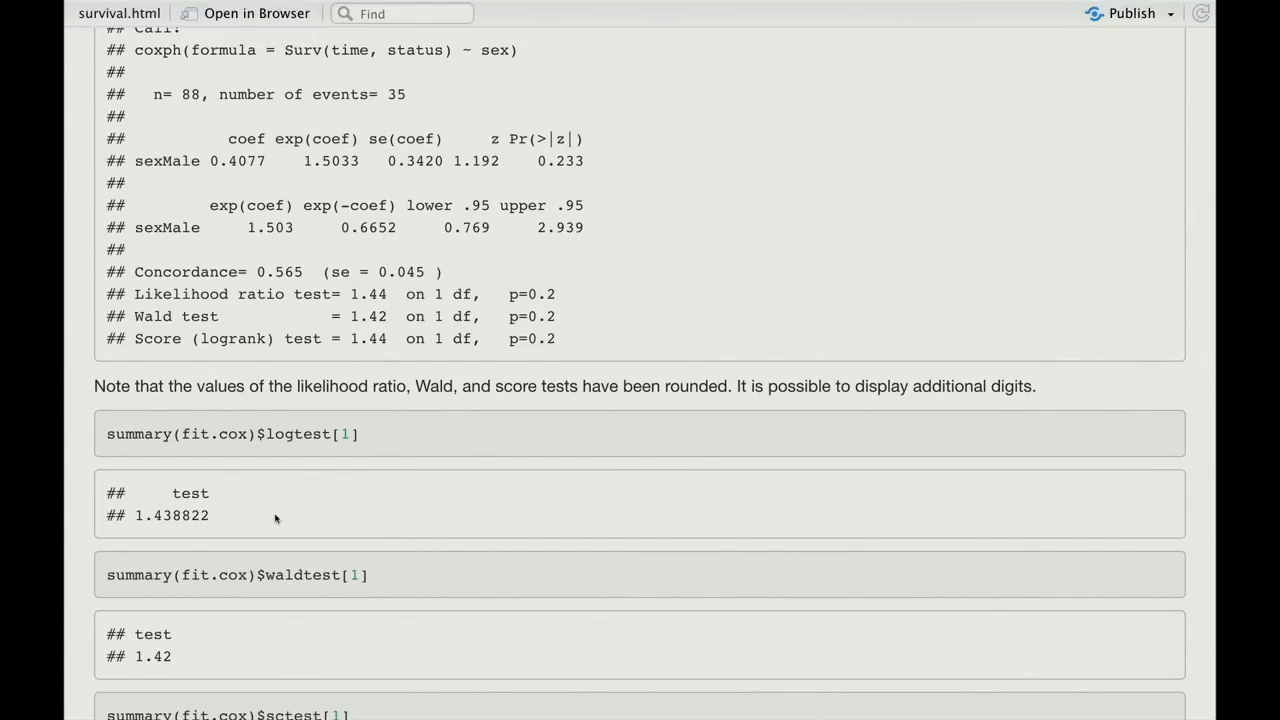 survival.html Open in Browser Find Publish
## Call:
## coxph(formula = Surv(time, status) ~ sex)
##
##   n= 88, number of events= 35
##
##             coef exp(coef) se(coef)     z Pr(>|z|)
## sexMale 0.4077    1.5033   0.3420 1.192    0.233
##
##         exp(coef) exp(-coef) lower .95 upper .95
## sexMale     1.503     0.6652     0.769     2.939
##
## Concordance= 0.565  (se = 0.045 )
## Likelihood ratio test= 1.44  on 1 df,   p=0.2
## Wald test            = 1.42  on 1 df,   p=0.2
## Score (logrank) test = 1.44  on 1 df,   p=0.2
Note that the values of the likelihood ratio, Wald, and score tests have been rounded. It is possible to display additional digits.
summary(fit.cox)$logtest[1]
##     test
## 1.438822
summary(fit.cox)$waldtest[1]
## test
## 1.42
summary(fit.cox)$sctest[1]